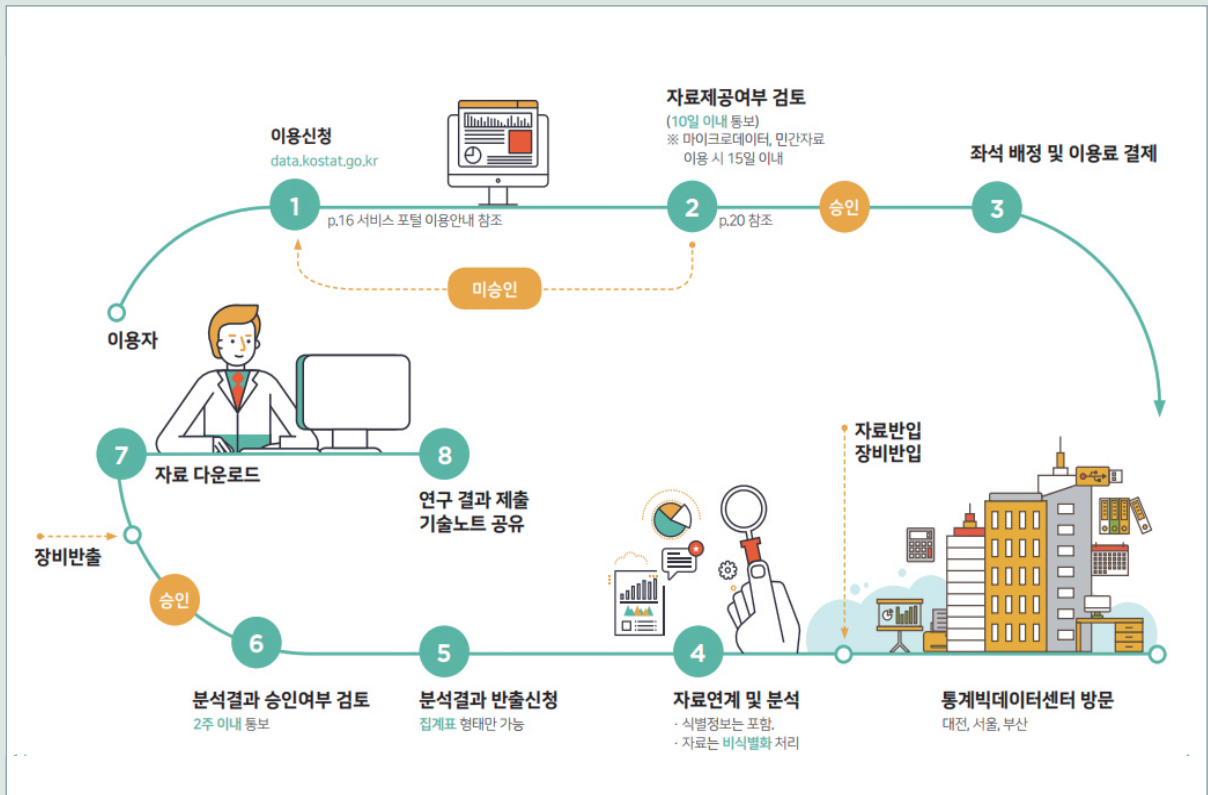 이용신청
data.kostat.go.kr
1
p.16 서비스 포털 이용안내 참조
자료제공여부 검토
(10일 이내 통보)
※ 마이크로데이터, 민간자료
이용 시 15일 이내
2
p.20 참조
승인
좌석 배정 및 이용료 결제
3
미승인
이용자
자료반입
장비반입
통계빅데이터센터 방문
대전, 서울, 부산
4
자료연계 및 분석
· 식별정보는 포함.
· 자료는 비식별화 처리
5
분석결과 반출신청
집계표 형태만 가능
6
분석결과 승인여부 검토
2주 이내 통보
승인
장비반출
7
자료 다운로드
8
연구 결과 제출
기술노트 공유